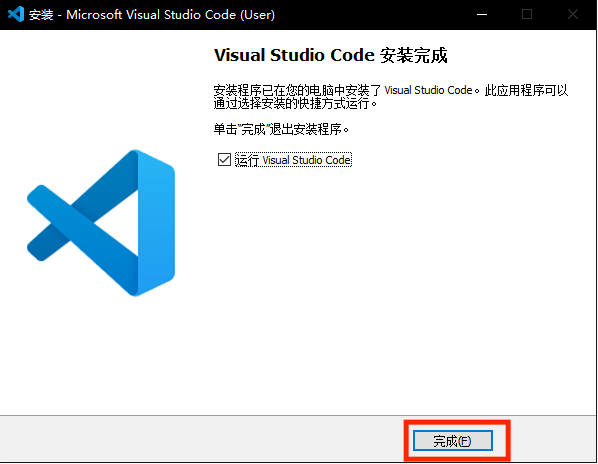 安装 - Microsoft Visual Studio Code (User)
Visual Studio Code 安装完成
安装程序已在您的电脑中安装了 Visual Studio Code。此应用程序可以
通过选择安装的快捷方式运行。
单击“完成”退出安装程序。
运行 Visual Studio Code
完成(F)